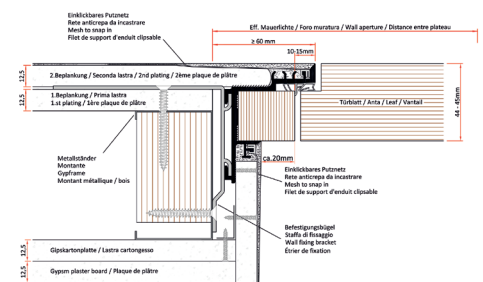 Einklickbares Putznetz
Rete anticrepa da incastrare
Mesh to snap in
Filet de support d'enduit clipsable
Eff. Mauerlichte / Foro muratura / Wall aperture / Distance entre plateau
≥ 60 mm
10-15mm
12,5
2.Beplankung / Seconda lastra / 2nd plating / 2ème plaque de plâtre
12,5
1.Beplankung / Prima lastra
1.st plating / 1ère plaque de plâtre
Türblatt / Anta / Leaf / Vantail
44 - 45mm
Metallständer
Montante
Gypframe
Montant métallique / bois
ca.20mm
Einklickbares Putznetz
Rete anticrepa da incastrare
Mesh to snap in
Filet de support d'enduit clipsable
Befestigungsbügel
Staffa di fissaggio
Wall fixing bracket
Étrier de fixation
12,5
Gipskartonplatte / Lastra cartongesso
12,5
Gypsm plaster board / Plaque de plâtre